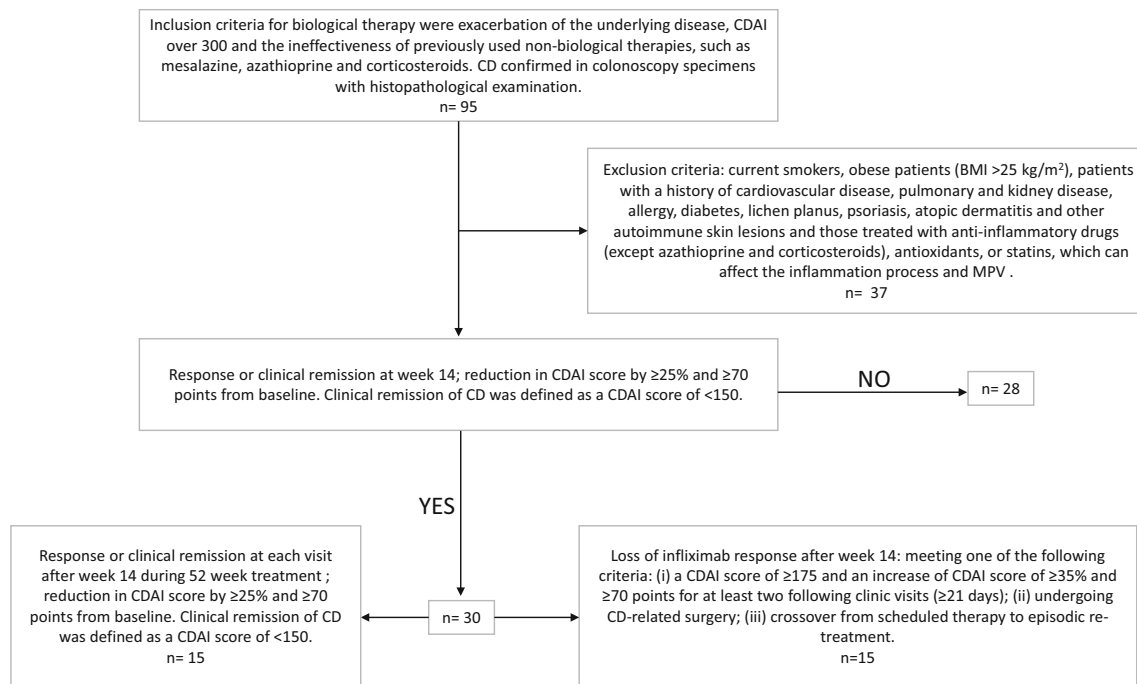 Inclusion criteria for biological therapy were exacerbation of the underlying disease, CDAI
over 300 and the ineffectiveness of previously used non-biological therapies, such as
mesalazine, azathioprine and corticosteroids. CD confirmed in colonoscopy specimens
with histopathological examination.
n= 95
Exclusion criteria: current smokers, obese patients (BMI >25 kg/m²), patients
with a history of cardiovascular disease, pulmonary and kidney disease,
allergy, diabetes, lichen planus, psoriasis, atopic dermatitis and other
autoimmune skin lesions and those treated with anti-inflammatory drugs
(except azathioprine and corticosteroids), antioxidants, or statins, which can
affect the inflammation process and MPV .
n= 37
Response or clinical remission at week 14; reduction in CDAI score by ≥25% and ≥70
points from baseline. Clinical remission of CD was defined as a CDAI score of <150.
NO
n= 28
YES
Response or clinical remission at each visit
after week 14 during 52 week treatment ;
reduction in CDAI score by ≥25% and ≥70
points from baseline. Clinical remission of CD
was defined as a CDAI score of <150.
n= 15
n= 30
Loss of infliximab response after week 14: meeting one of the following
criteria: (i) a CDAI score of ≥175 and an increase of CDAI score of ≥35% and
≥70 points for at least two following clinic visits (≥21 days); (ii) undergoing
CD-related surgery; (iii) crossover from scheduled therapy to episodic re-
treatment.
n=15